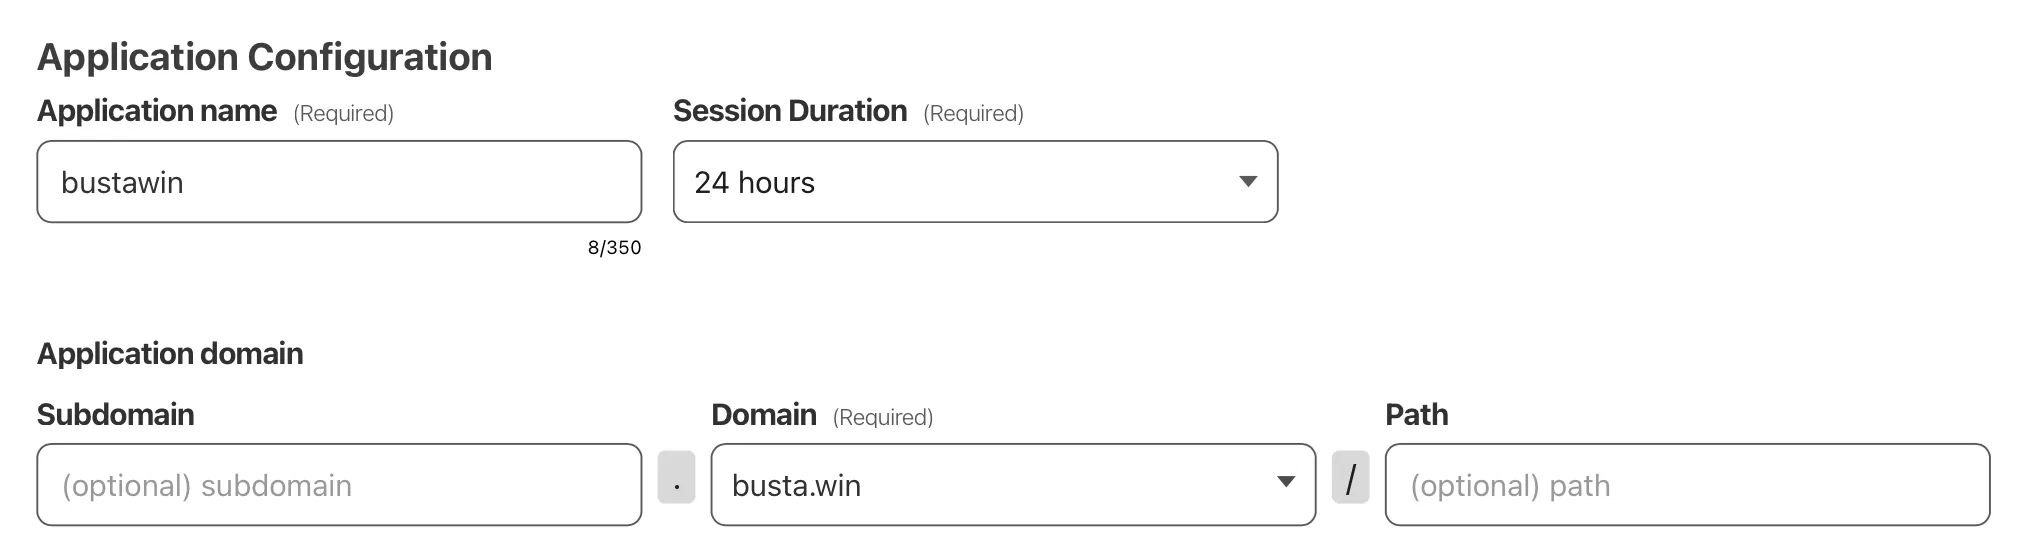 Application Configuration
Application name (Required) Session Duration (Required)
bustawin 24 hours
8/350
Application domain
Subdomain Domain (Required) Path
(optional) subdomain . busta.win / (optional) path